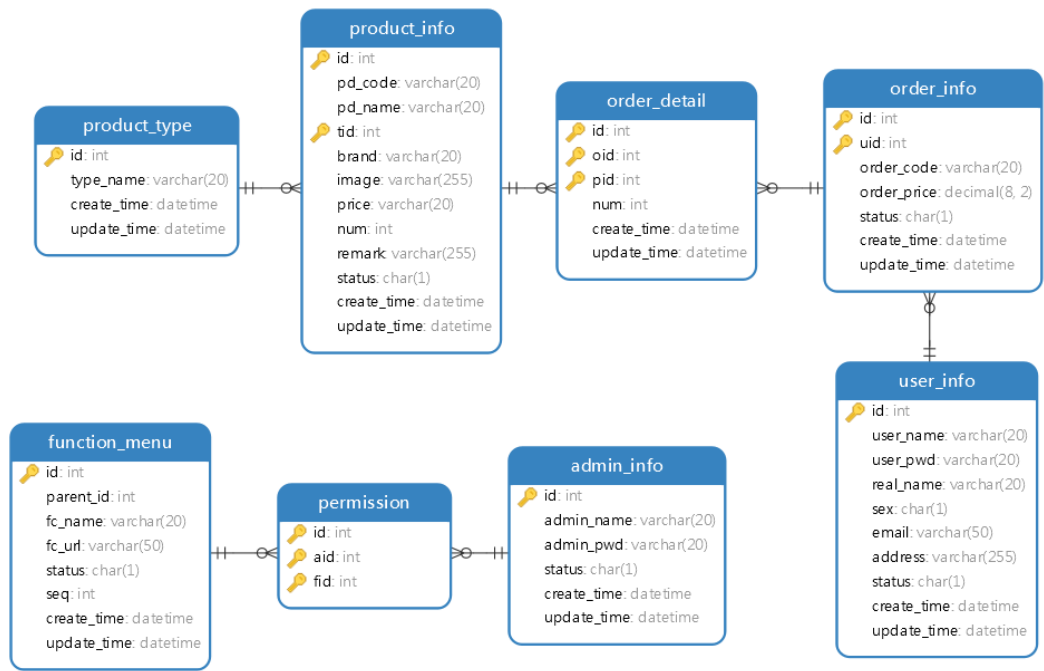 product_type
id: int
type_name: varchar(20)
create_time: datetime
update_time: datetime
product_info
id: int
pd_code: varchar(20)
pd_name: varchar(20)
tid: int
brand: varchar(20)
image: varchar(255)
price: varchar(20)
num: int
remark: varchar(255)
status: char(1)
create_time: datetime
update_time: datetime
order_detail
id: int
oid: int
pid: int
num: int
create_time: datetime
update_time: datetime
order_info
id: int
uid: int
order_code: varchar(20)
order_price: decimal(8, 2)
status: char(1)
create_time: datetime
update_time: datetime
function_menu
id: int
parent_id: int
fc_name: varchar(20)
fc_url: varchar(50)
status: char(1)
seq: int
create_time: datetime
update_time: datetime
permission
id: int
aid: int
fid: int
admin_info
id: int
admin_name: varchar(20)
admin_pwd: varchar(20)
status: char(1)
create_time: datetime
update_time: datetime
user_info
id: int
user_name: varchar(20)
user_pwd: varchar(20)
real_name: varchar(20)
sex: char(1)
email: varchar(50)
address: varchar(255)
status: char(1)
create_time: datetime
update_time: datetime